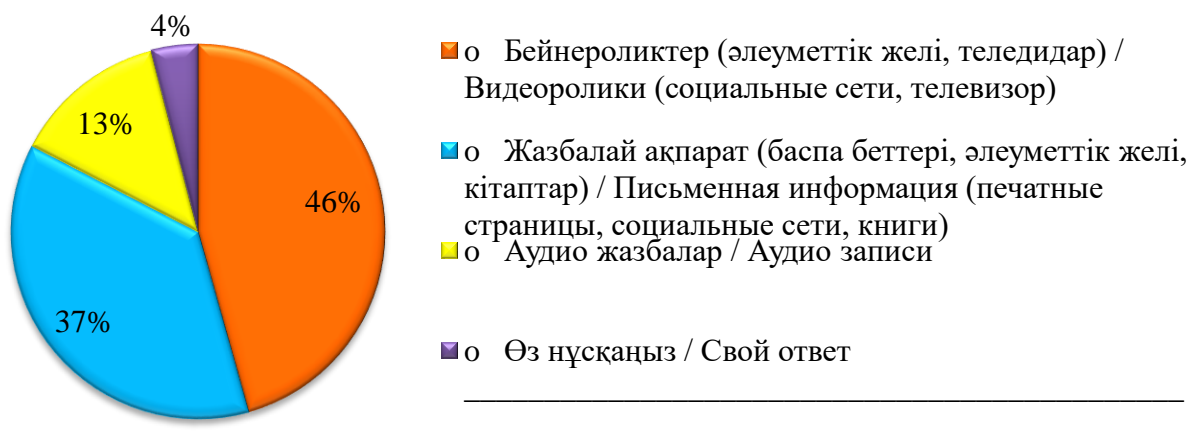 4%
13%
46%
37%
o Бейнероликтер (әлеуметтік желі, теледидар) /
Видеоролики (социальные сети, телевизор)
o Жазбалай ақпарат (баспа беттері, әлеуметтік желі,
кітаптар) / Письменная информация (печатные
страницы, социальные сети, книги)
o Аудио жазбалар / Аудио записи
o Өз нұсқаңыз / Свой ответ
_____________________________________________